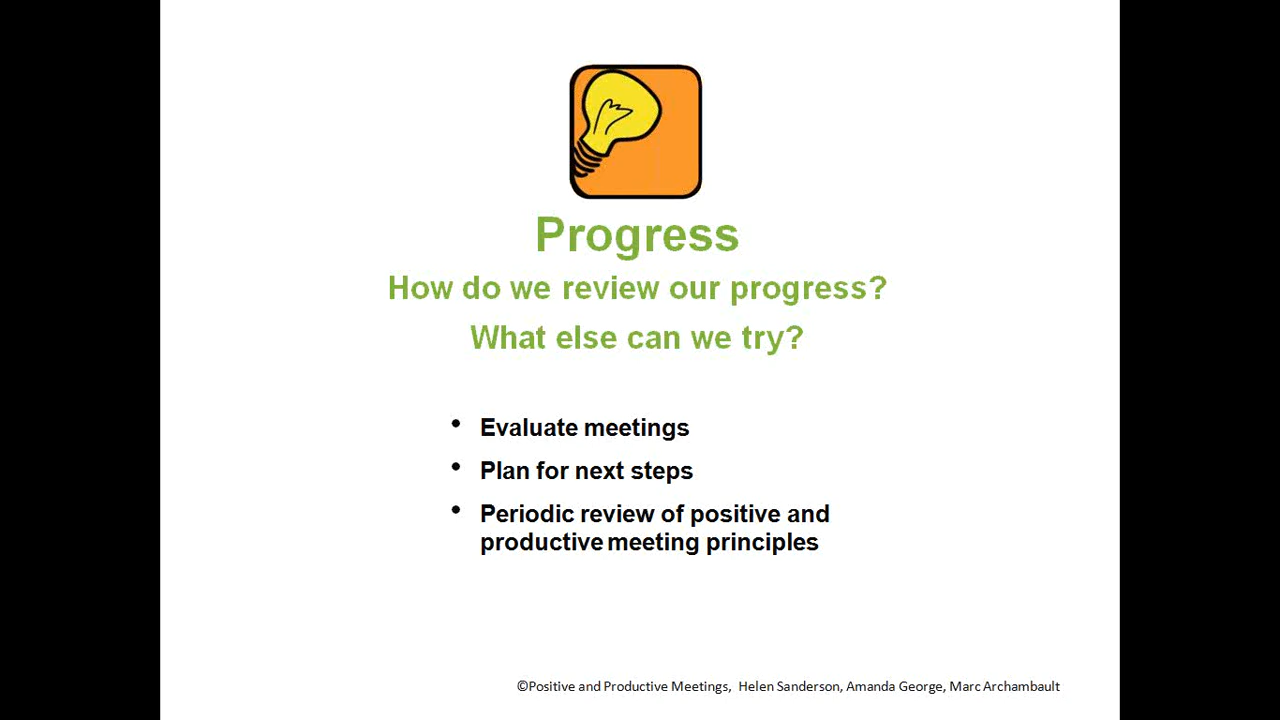 Progress
How do we review our progress?
What else can we try?
• Evaluate meetings
• Plan for next steps
• Periodic review of positive and
productive meeting principles
©Positive and Productive Meetings, Helen Sanderson, Amanda George, Marc Archambault